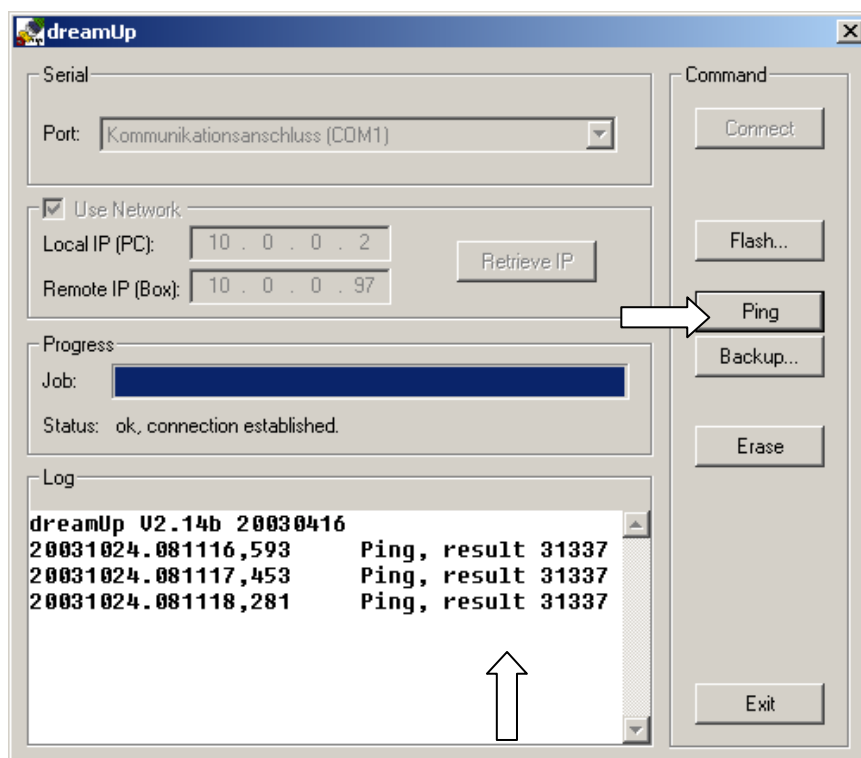 dreamUp
Serial
Port: Kommunikationsanschluss (COM1)
Use Network
Local IP (PC): 10 . 0 . 0 . 2
Remote IP (Box): 10 . 0 . 0 . 97
Retrieve IP
Progress
Job:
Status: ok, connection established.
Log
dreamUp V2.14b 20030416
20031024.081116,593 Ping, result 31337
20031024.081117,453 Ping, result 31337
20031024.081118,281 Ping, result 31337
Command
Connect
Flash...
Ping
Backup...
Erase
Exit